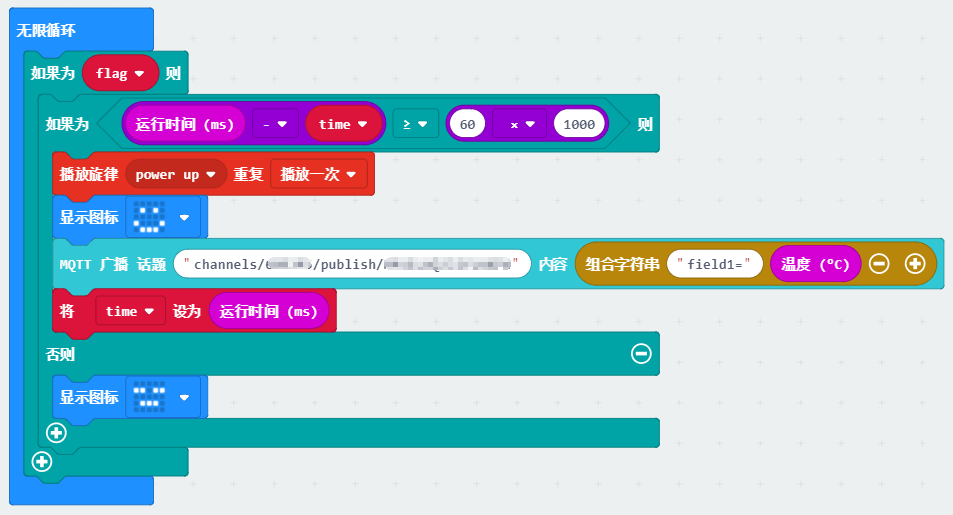 无限循环
如果为 flag 则
如果为 运行时间 (ms) - time ≥ 60 x 1000 则
播放旋律 power up 重复 播放一次
显示图标
MQTT 广播 话题 "channels/ /publish/ " 内容 组合字符串 "field1=" 温度 (°C)
将 time 设为 运行时间 (ms)
否则
显示图标